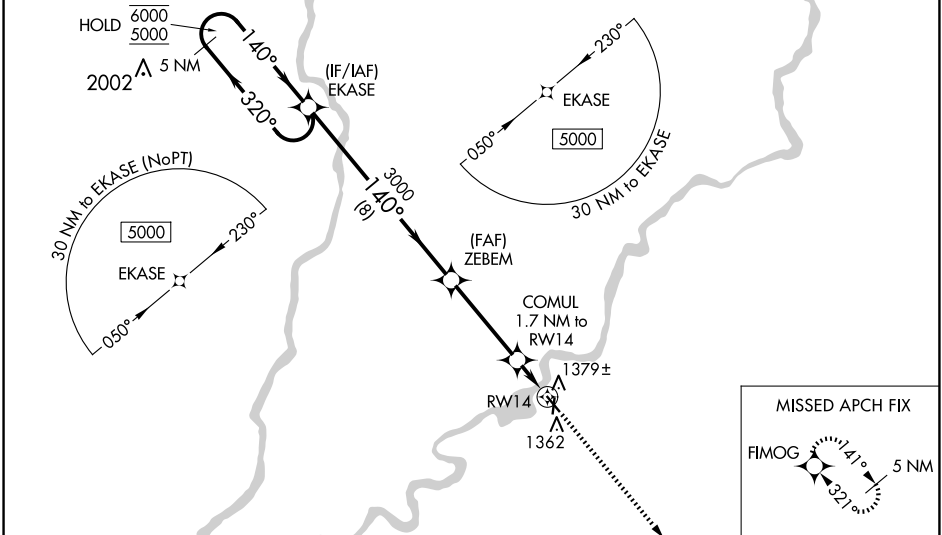 HOLD
6000
5000
5 NM
2002
140°
320°
(IF/IAF)
EKASE
230°
EKASE
5000
050°
30 NM to EKASE
30 NM to EKASE (NoPT)
5000
230°
EKASE
050°
3000
140°
(8)
(FAF)
ZEBEM
COMUL
1.7 NM to
RW14
1379±
RW14
1362
MISSED APCH FIX
FIMOG
141°
5 NM
321°